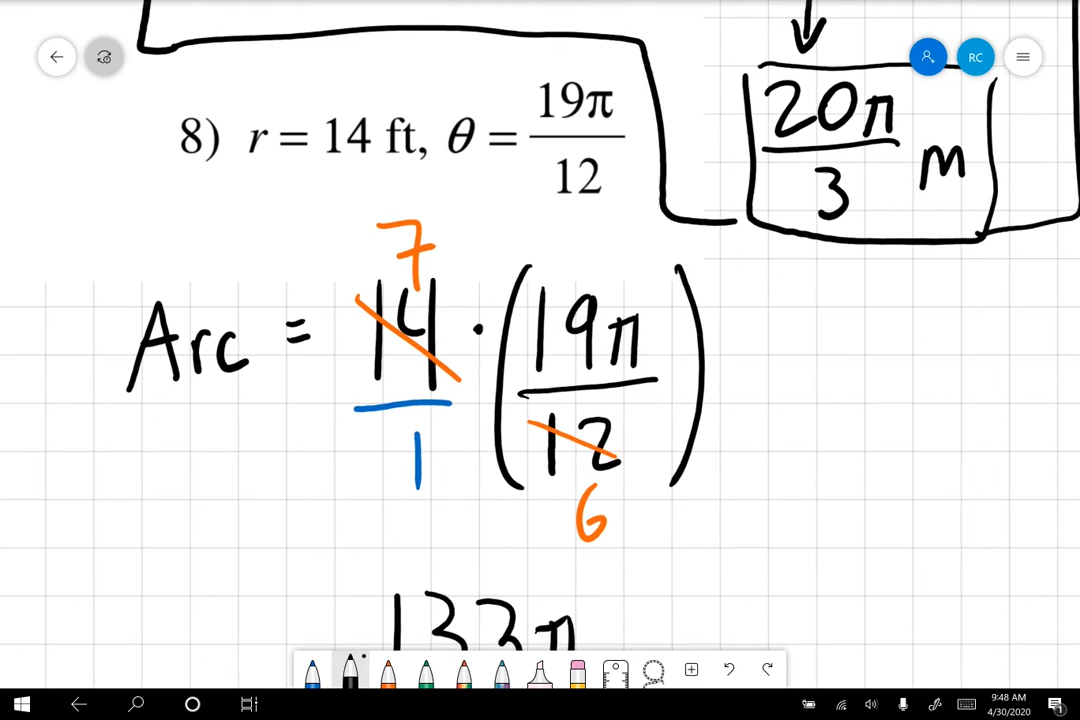 8) r = 14 ft, θ = 19π/12
20π/3 m
7
Arc = 14/1 · (19π/12)
6
133π
RC
9:48 AM
4/30/2020